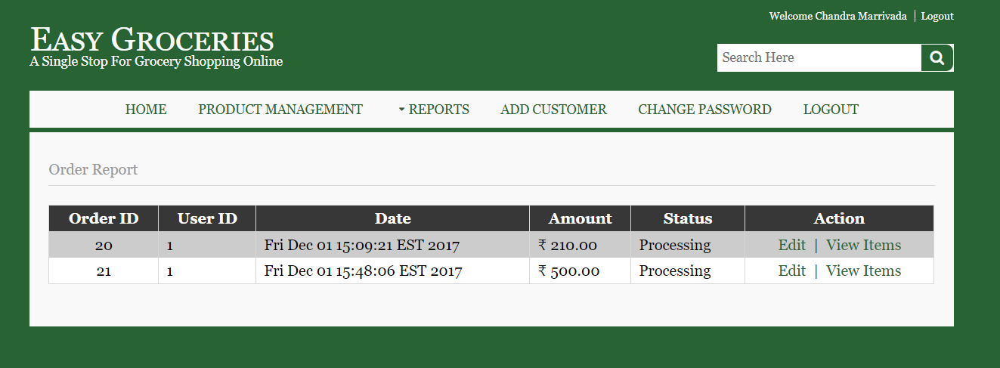 Welcome Chandra Marrivada | Logout
EASY GROCERIES
A Single Stop For Grocery Shopping Online
Search Here
HOME PRODUCT MANAGEMENT REPORTS ADD CUSTOMER CHANGE PASSWORD LOGOUT
Order Report
Order ID User ID Date Amount Status Action
20 1 Fri Dec 01 15:09:21 EST 2017 ₹ 210.00 Processing Edit | View Items
21 1 Fri Dec 01 15:48:06 EST 2017 ₹ 500.00 Processing Edit | View Items